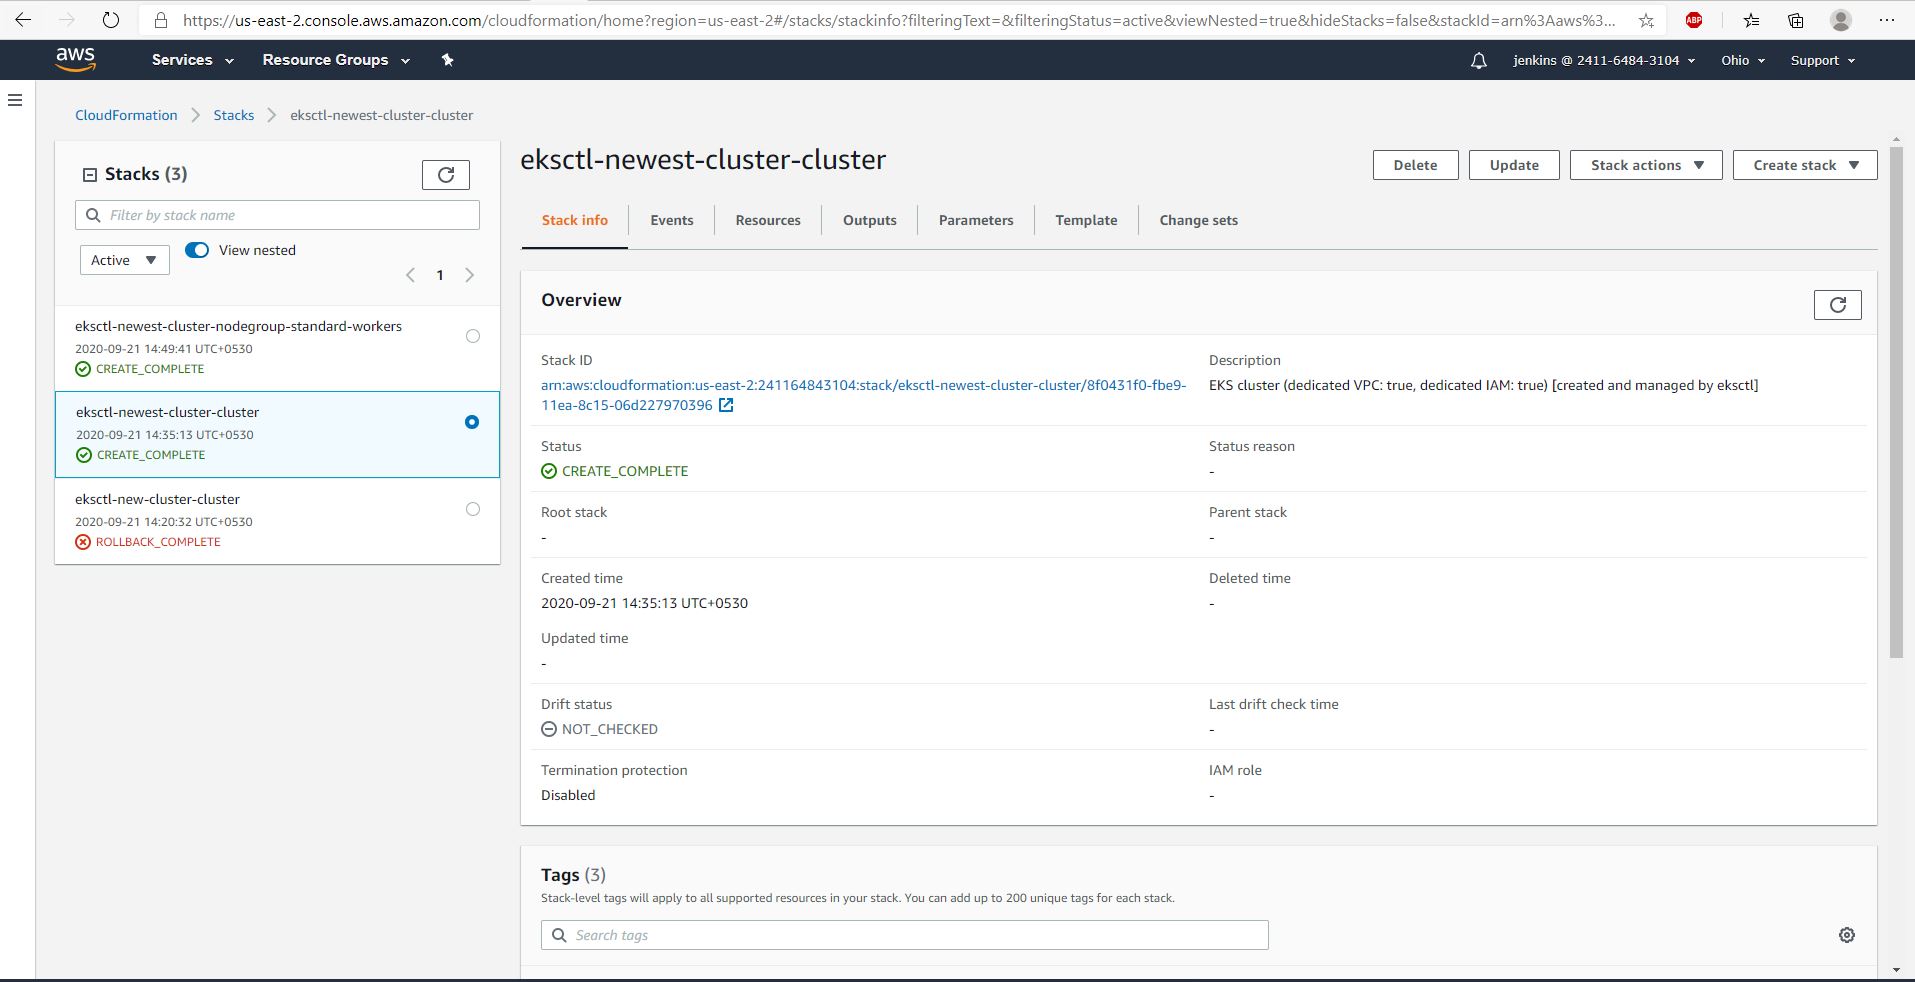 https://us-east-2.console.aws.amazon.com/cloudformation/home?region=us-east-2#/stacks/stackinfo?filteringText=&filteringStatus=active&viewNested=true&hideStacks=false&stackId=arn%3Aaws%3...
ABP
aws
Services
Resource Groups
jenkins @ 2411-6484-3104
Ohio
Support
CloudFormation
Stacks
eksctl-newest-cluster-cluster
Stacks (3)
Filter by stack name
Active
View nested
1
eksctl-newest-cluster-nodegroup-standard-workers
2020-09-21 14:49:41 UTC+0530
CREATE_COMPLETE
eksctl-newest-cluster-cluster
2020-09-21 14:35:13 UTC+0530
CREATE_COMPLETE
eksctl-new-cluster-cluster
2020-09-21 14:20:32 UTC+0530
ROLLBACK_COMPLETE
eksctl-newest-cluster-cluster
Delete
Update
Stack actions
Create stack
Stack info
Events
Resources
Outputs
Parameters
Template
Change sets
Overview
Stack ID
arn:aws:cloudformation:us-east-2:241164843104:stack/eksctl-newest-cluster-cluster/8f0431f0-fbe9-
11ea-8c15-06d227970396
Description
EKS cluster (dedicated VPC: true, dedicated IAM: true) [created and managed by eksctl]
Status
CREATE_COMPLETE
Status reason
-
Root stack
-
Parent stack
-
Created time
2020-09-21 14:35:13 UTC+0530
Deleted time
-
Updated time
-
Drift status
NOT_CHECKED
Last drift check time
-
Termination protection
Disabled
IAM role
-
Tags (3)
Stack-level tags will apply to all supported resources in your stack. You can add up to 200 unique tags for each stack.
Search tags